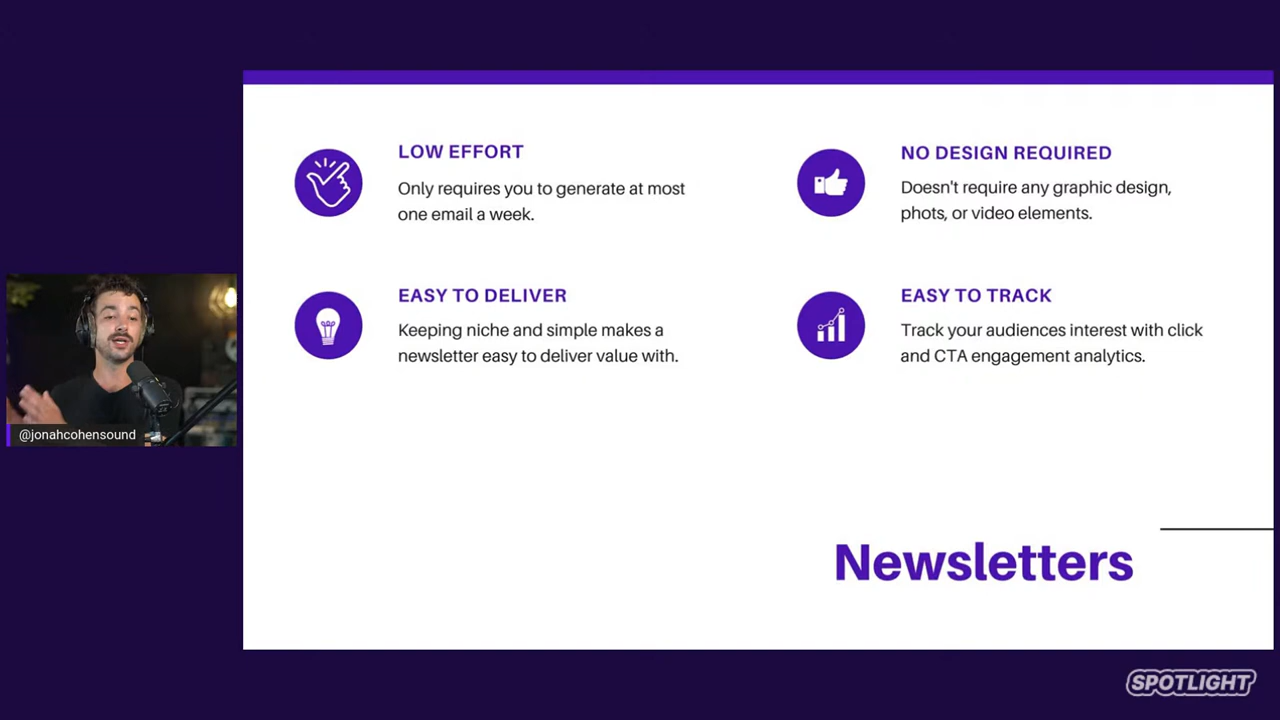 LOW EFFORT
Only requires you to generate at most
one email a week.
NO DESIGN REQUIRED
Doesn't require any graphic design,
phots, or video elements.
EASY TO DELIVER
Keeping niche and simple makes a
newsletter easy to deliver value with.
EASY TO TRACK
Track your audiences interest with click
and CTA engagement analytics.
@jonahcohensound
Newsletters
SPOTLIGHT